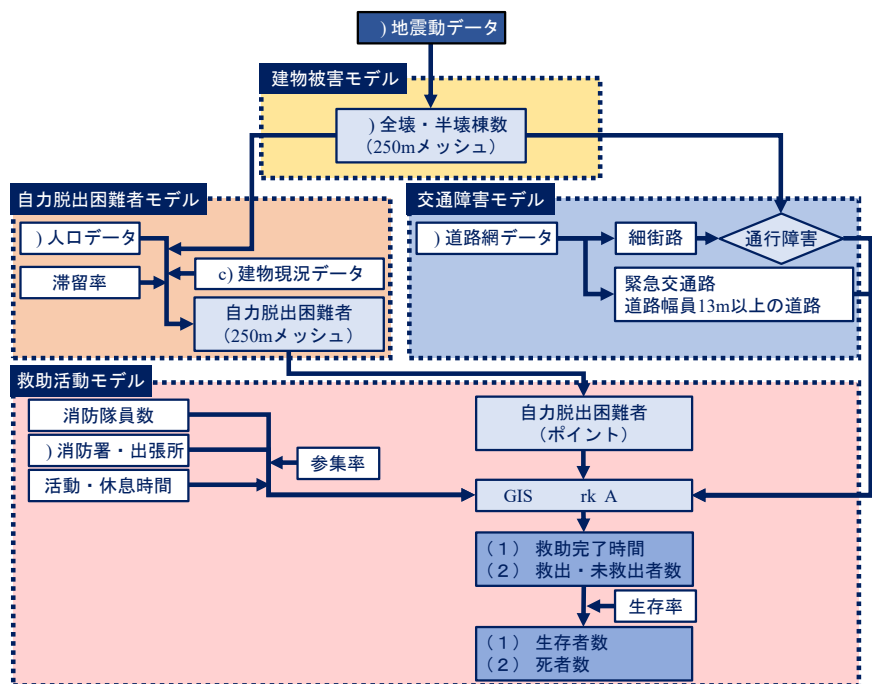 ) 地震動データ
建物被害モデル
) 全壊・半壊棟数
（250mメッシュ）
自力脱出困難者モデル
) 人口データ
滞留率
c) 建物現況データ
自力脱出困難者
（250mメッシュ）
交通障害モデル
) 道路網データ
細街路
通行障害
緊急交通路
道路幅員13m以上の道路
救助活動モデル
消防隊員数
) 消防署・出張所
活動・休息時間
参集率
自力脱出困難者
（ポイント）
GIS rk A
（１） 救助完了時間
（２） 救出・未救出者数
生存率
（１） 生存者数
（２） 死者数